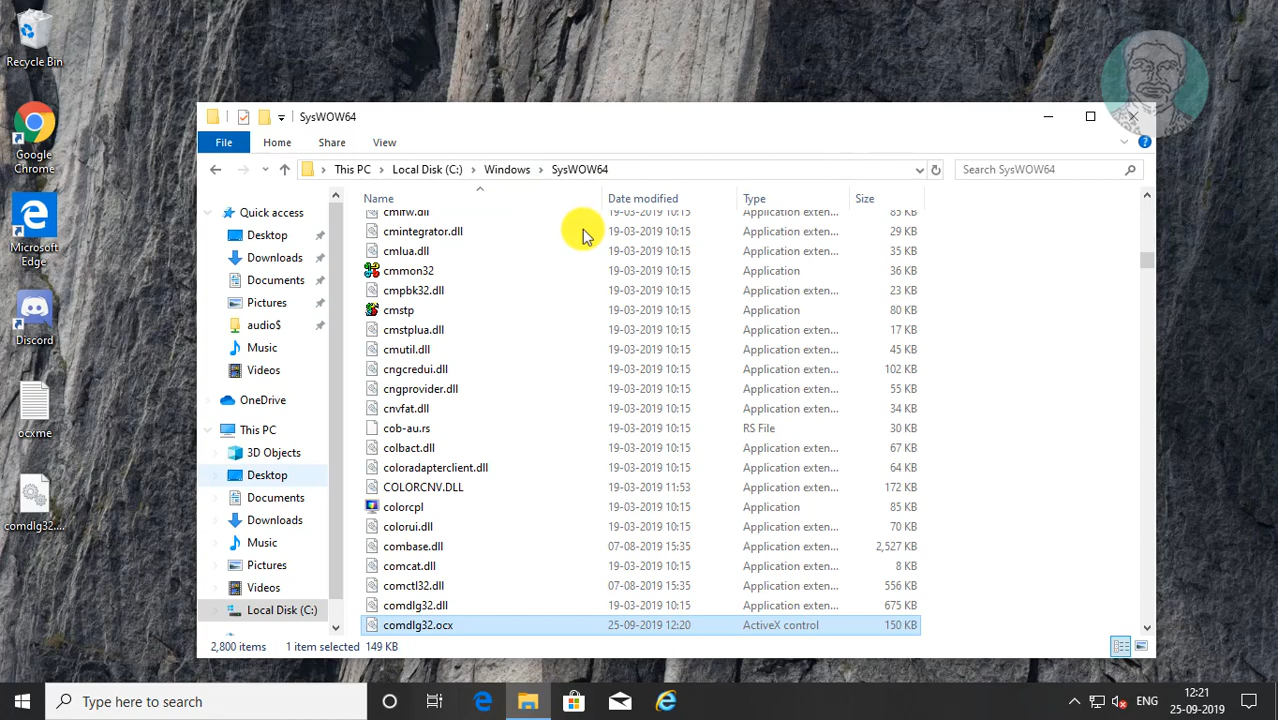 Recycle Bin
Google
Chrome
Microsoft
Edge
Discord
ocxme
comdlg32....
SysWOW64
File Home Share View
This PC Local Disk (C:) Windows SysWOW64
Search SysWOW64
Quick access
Desktop
Downloads
Documents
Pictures
audio$
Music
Videos
OneDrive
This PC
3D Objects
Desktop
Documents
Downloads
Music
Pictures
Videos
Local Disk (C:)
Name Date modified Type Size
cmifw.dll 19-03-2019 10:15 Application exten... 85 KB
cmintegrator.dll 19-03-2019 10:15 Application exten... 29 KB
cmlua.dll 19-03-2019 10:15 Application exten... 35 KB
cmmon32 19-03-2019 10:15 Application 36 KB
cmpbk32.dll 19-03-2019 10:15 Application exten... 23 KB
cmstp 19-03-2019 10:15 Application 80 KB
cmstplua.dll 19-03-2019 10:15 Application exten... 17 KB
cmutil.dll 19-03-2019 10:15 Application exten... 45 KB
cngcredui.dll 19-03-2019 10:15 Application exten... 102 KB
cngprovider.dll 19-03-2019 10:15 Application exten... 55 KB
cnvfat.dll 19-03-2019 10:15 Application exten... 34 KB
cob-au.rs 19-03-2019 10:15 RS File 30 KB
colbact.dll 19-03-2019 10:15 Application exten... 67 KB
coloradapterclient.dll 19-03-2019 10:15 Application exten... 64 KB
COLORCNV.DLL 19-03-2019 11:53 Application exten... 172 KB
colorcpl 19-03-2019 10:15 Application 85 KB
colorui.dll 19-03-2019 10:15 Application exten... 70 KB
combase.dll 07-08-2019 15:35 Application exten... 2,527 KB
comcat.dll 19-03-2019 10:15 Application exten... 8 KB
comctl32.dll 07-08-2019 15:35 Application exten... 556 KB
comdlg32.dll 19-03-2019 10:15 Application exten... 675 KB
comdlg32.ocx 25-09-2019 12:20 ActiveX control 150 KB
2,800 items 1 item selected 149 KB
Type here to search
ENG
12:21
25-09-2019